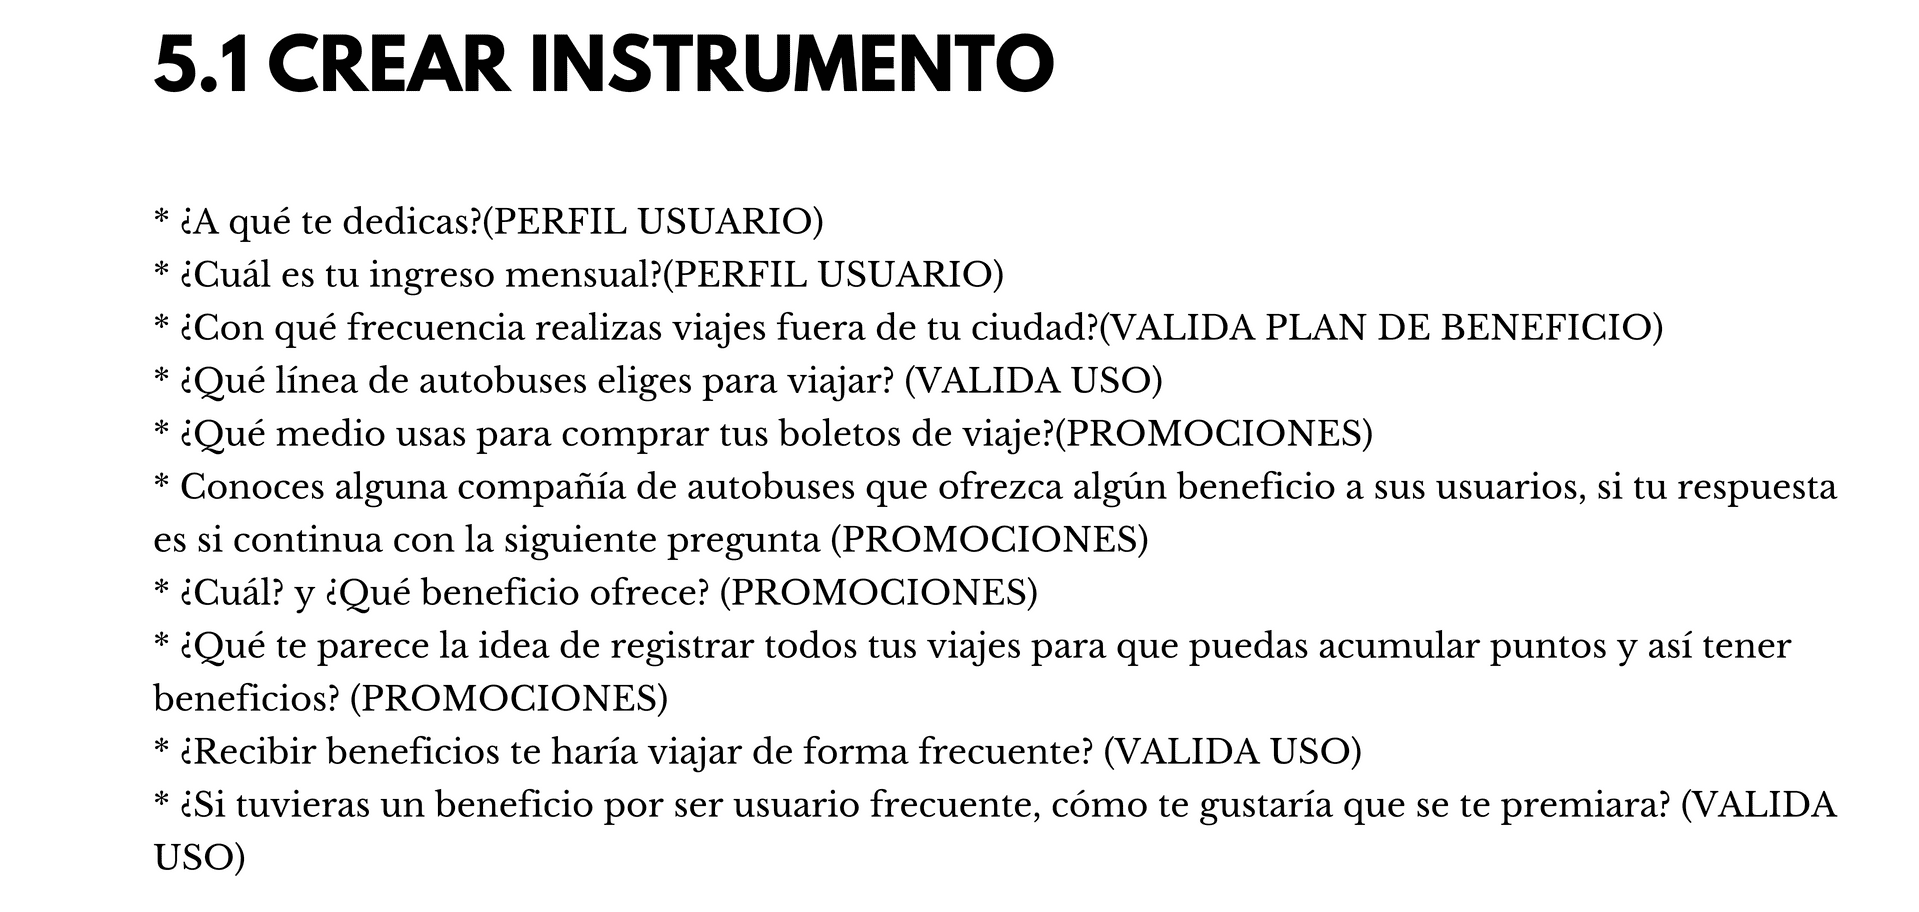 5.1 CREAR INSTRUMENTO
* ¿A qué te dedicas?(PERFIL USUARIO)
* ¿Cuál es tu ingreso mensual?(PERFIL USUARIO)
* ¿Con qué frecuencia realizas viajes fuera de tu ciudad?(VALIDA PLAN DE BENEFICIO)
* ¿Qué línea de autobuses eliges para viajar? (VALIDA USO)
* ¿Qué medio usas para comprar tus boletos de viaje?(PROMOCIONES)
* Conoces alguna compañía de autobuses que ofrezca algún beneficio a sus usuarios, si tu respuesta
es si continua con la siguiente pregunta (PROMOCIONES)
* ¿Cuál? y ¿Qué beneficio ofrece? (PROMOCIONES)
* ¿Qué te parece la idea de registrar todos tus viajes para que puedas acumular puntos y así tener
beneficios? (PROMOCIONES)
* ¿Recibir beneficios te haría viajar de forma frecuente? (VALIDA USO)
* ¿Si tuvieras un beneficio por ser usuario frecuente, cómo te gustaría que se te premiara? (VALIDA
USO)